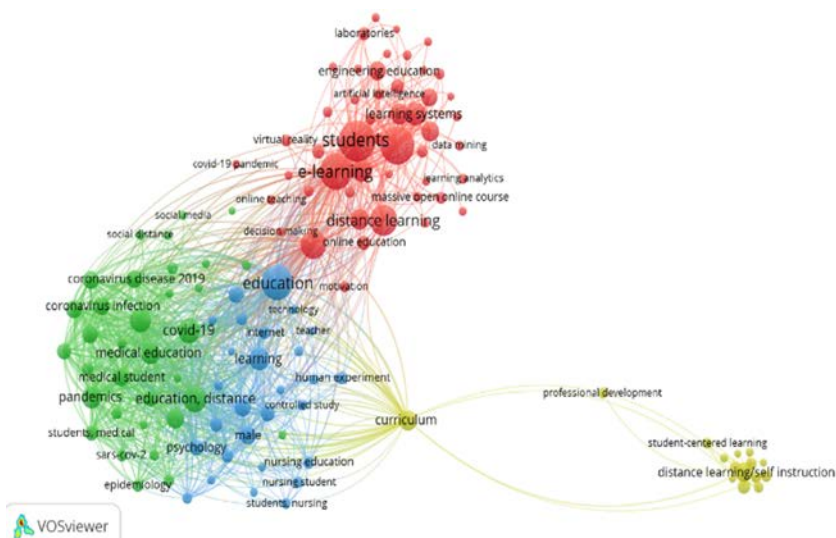 laboratories
engineering education
artificial intelligence
learning systems
students
virtual reality
data mining
covid-19 pandemic
e-learning
learning analytics
massive open online course
online teaching
social media
distance learning
social distance
decision making
online education
coronavirus disease 2019
education
motivation
coronavirus infection
technology
covid-19
internet
teacher
medical education
learning
medical student
human experiment
professional development
pandemics
education, distance
controlled study
curriculum
students, medical
male
psychology
student-centered learning
sars-cov-2
nursing education
distance learning/self instruction
epidemiology
nursing student
students, nursing
VOSviewer